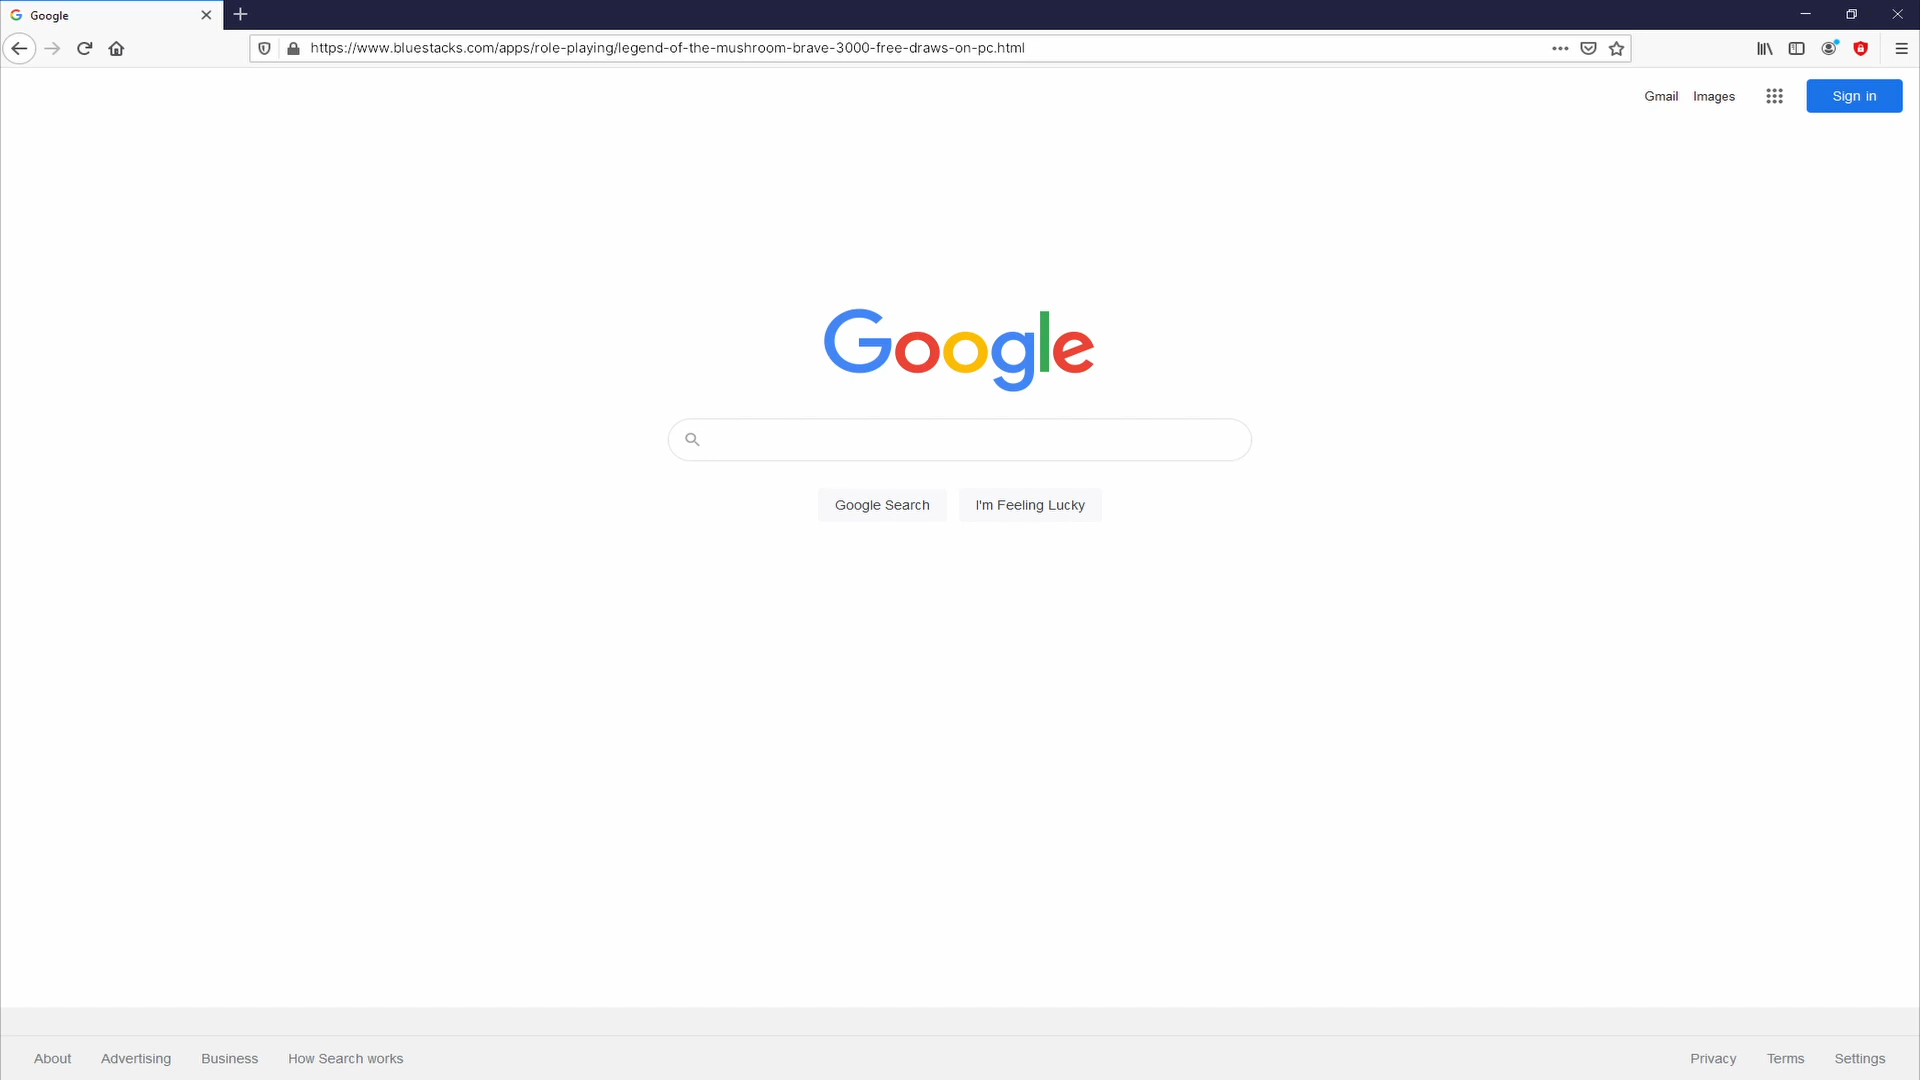 Google
https://www.bluestacks.com/apps/role-playing/legend-of-the-mushroom-brave-3000-free-draws-on-pc.html
Gmail Images Sign in
Google
Google Search I'm Feeling Lucky
About Advertising Business How Search works Privacy Terms Settings